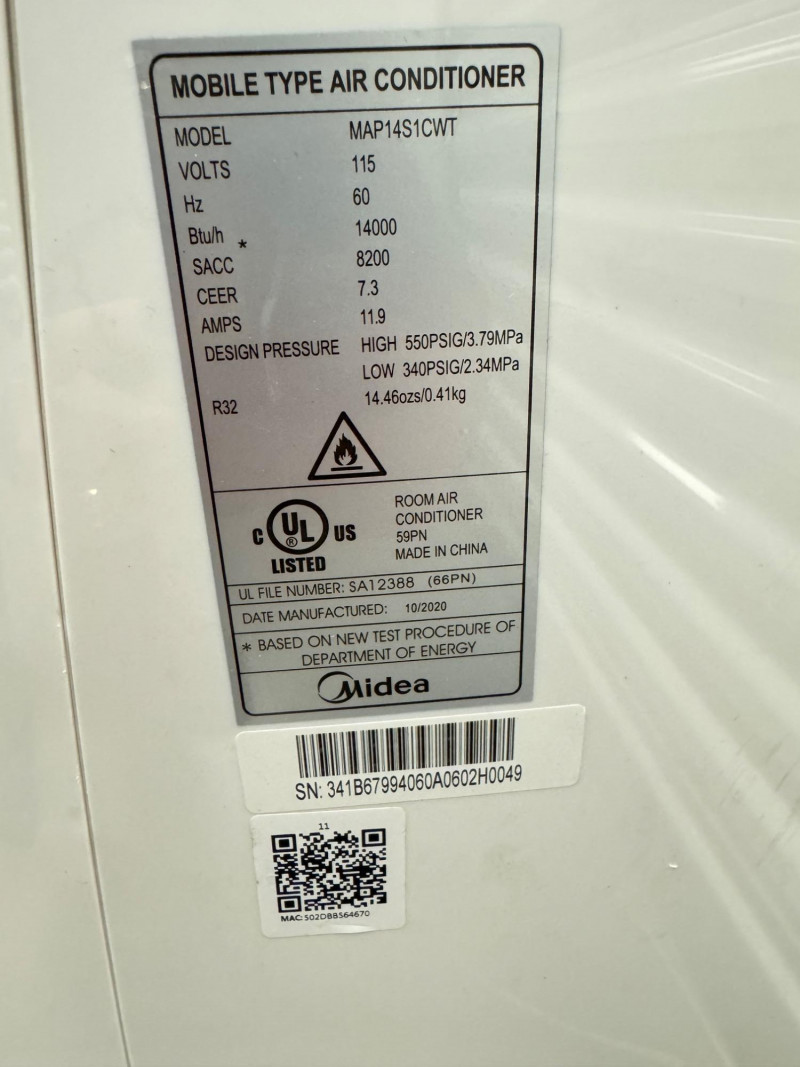 MOBILE TYPE AIR CONDITIONER
MODEL MAP14S1CWT
VOLTS 115
Hz 60
Btu/h 14000
SACC * 8200
CEER 7.3
AMPS 11.9
DESIGN PRESSURE HIGH 550PSIG/3.79MPa
LOW 340PSIG/2.34MPa
R32 14.46ozs/0.41kg
C UL ® US
LISTED
ROOM AIR
CONDITIONER
59PN
MADE IN CHINA
UL FILE NUMBER: SA12388 (66PN)
DATE MANUFACTURED: 10/2020
* BASED ON NEW TEST PROCEDURE OF
DEPARTMENT OF ENERGY
Midea
SN: 341B67994060A0602H0049
11
MAC:502DBB564670